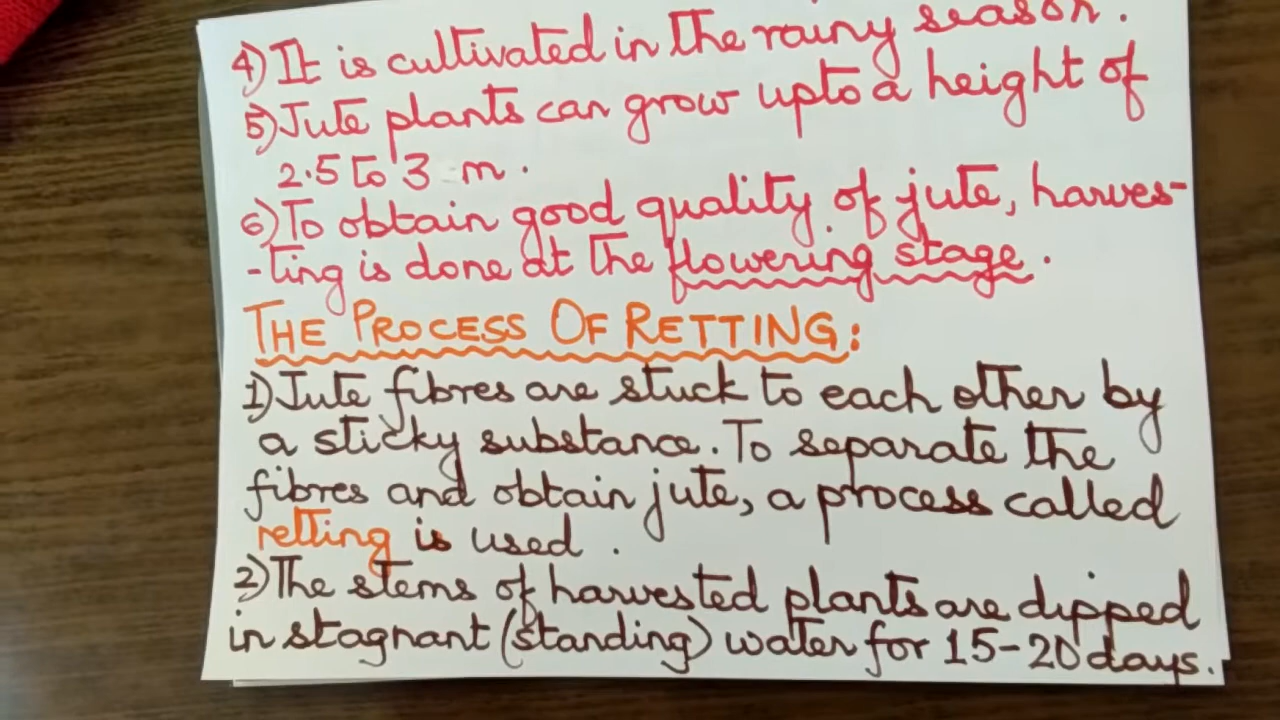 4) It is cultivated in the rainy season.
5) Jute plants can grow upto a height of
2.5 to 3 m.
6) To obtain good quality of jute, harves-
-ting is done at the flowering stage.
THE PROCESS OF RETTING:
1) Jute fibres are stuck to each other by
a sticky substance. To separate the
fibres and obtain jute, a process called
retting is used.
2) The stems of harvested plants are dipped
in stagnant (standing) water for 15-20 days.